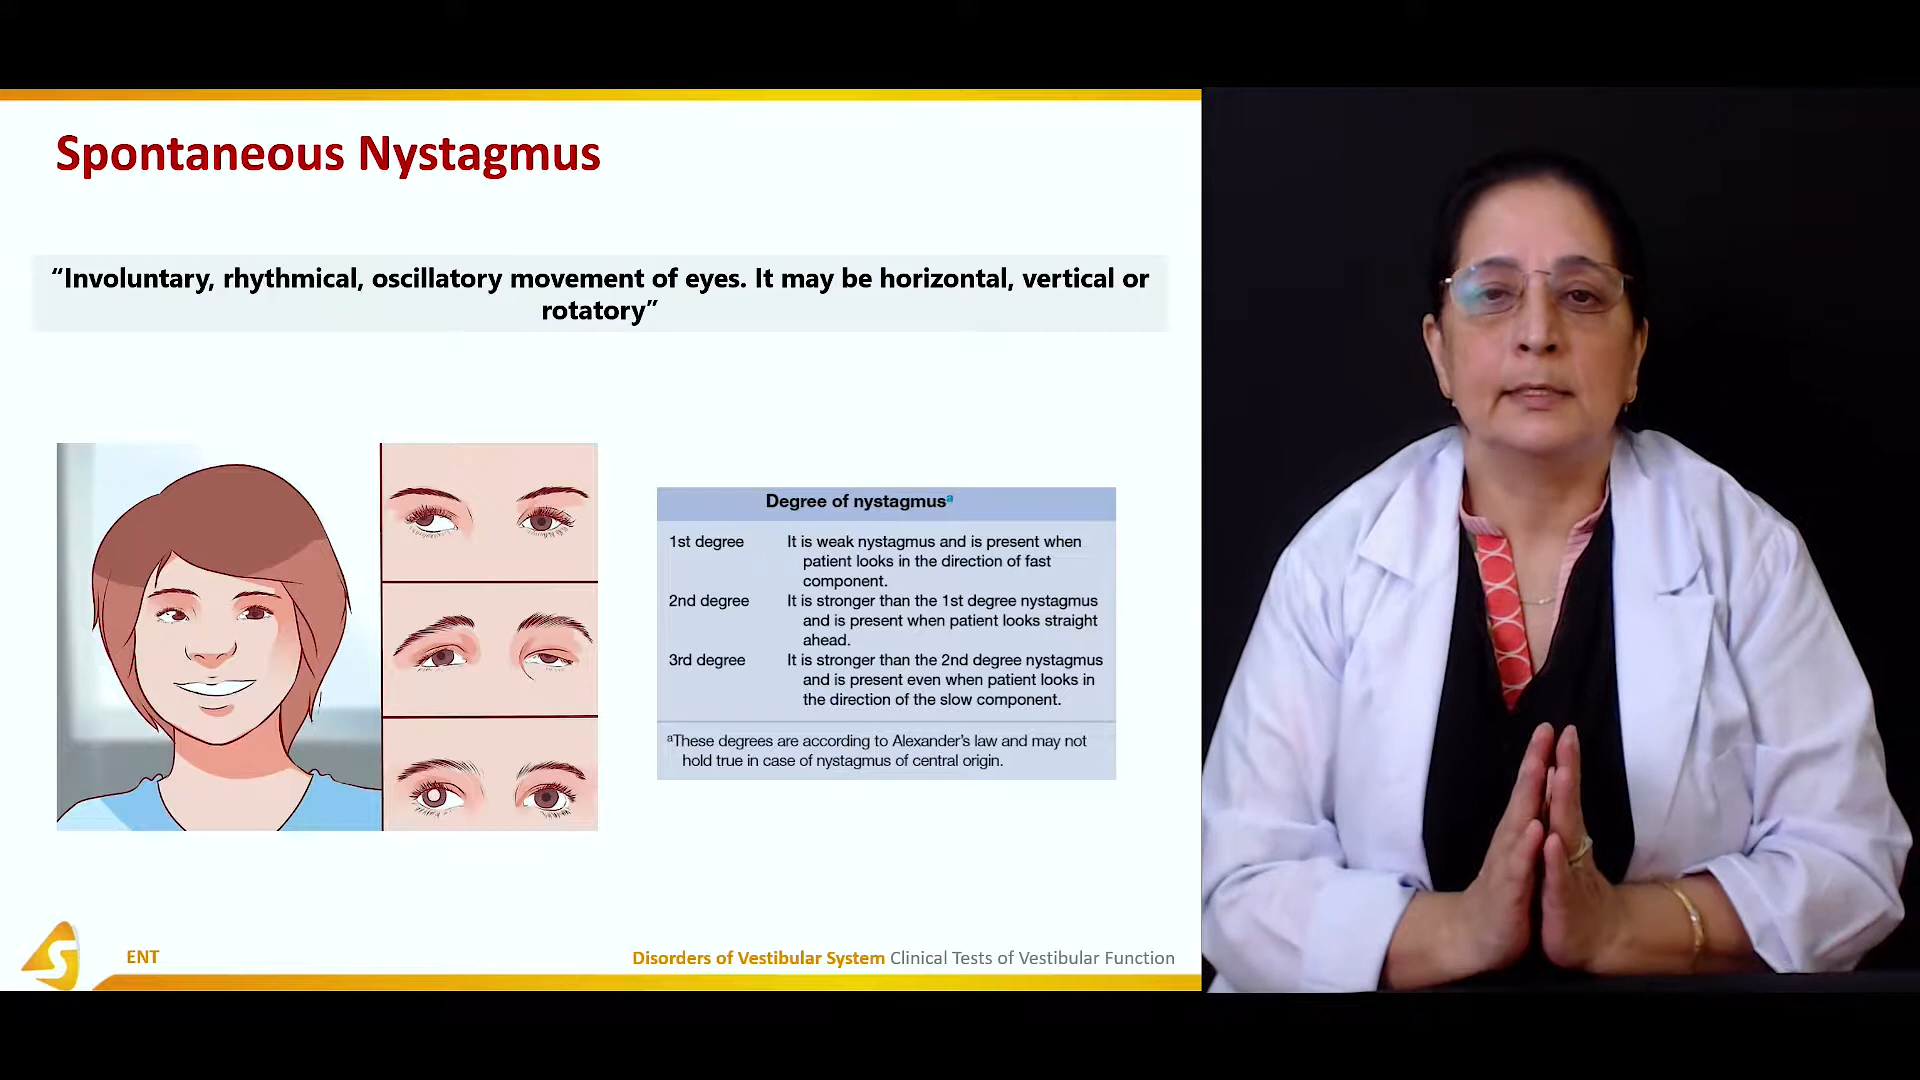 Spontaneous Nystagmus
“Involuntary, rhythmical, oscillatory movement of eyes. It may be horizontal, vertical or
rotatory”
Degree of nystagmusª
1st degree It is weak nystagmus and is present when
patient looks in the direction of fast
component.
2nd degree It is stronger than the 1st degree nystagmus
and is present when patient looks straight
ahead.
3rd degree It is stronger than the 2nd degree nystagmus
and is present even when patient looks in
the direction of the slow component.
ªThese degrees are according to Alexander’s law and may not
hold true in case of nystagmus of central origin.
S
ENT
Disorders of Vestibular System Clinical Tests of Vestibular Function